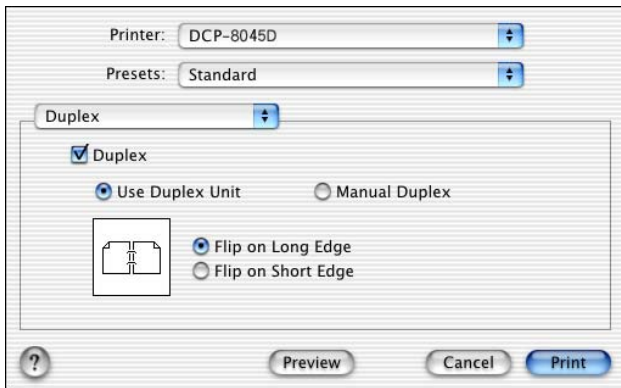 Printer: DCP-8045D
Presets: Standard
Duplex
Duplex
Use Duplex Unit Manual Duplex
Flip on Long Edge
Flip on Short Edge
? Preview Cancel Print